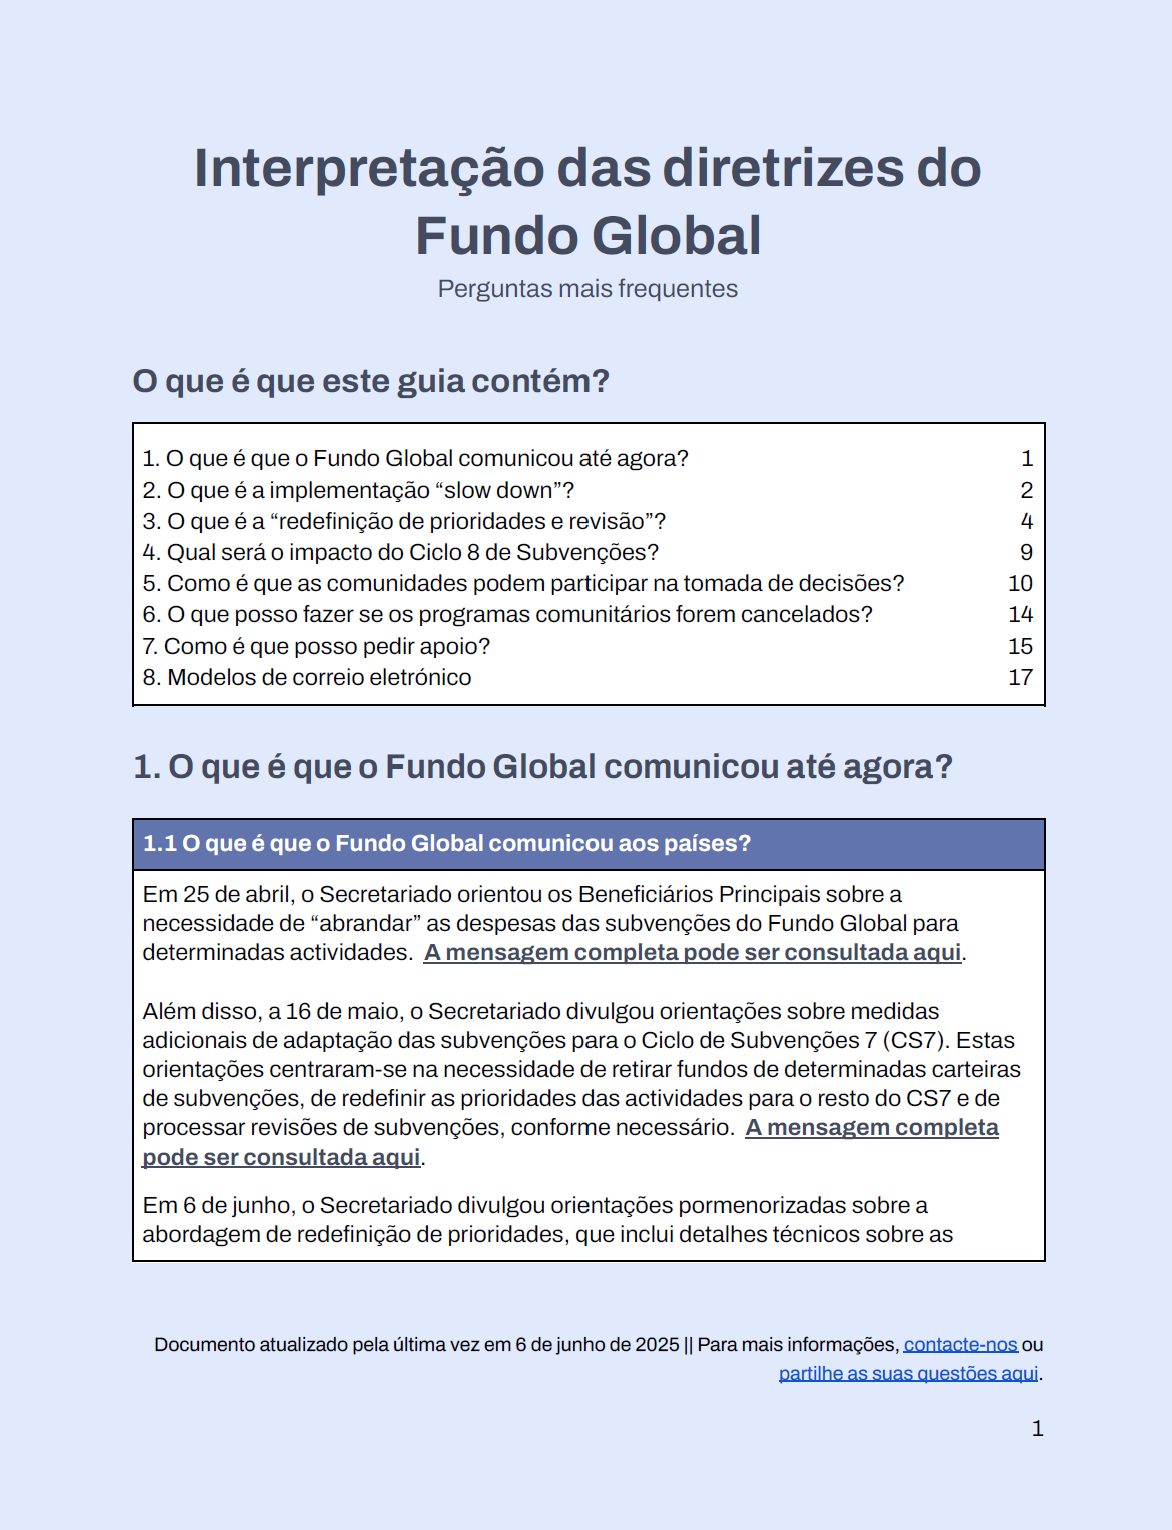 Interpretação das diretrizes do
Fundo Global
Perguntas mais frequentes
O que é que este guia contém?
1. O que é que o Fundo Global comunicou até agora? 1
2. O que é a implementação “slow down”? 2
3. O que é a “redefinição de prioridades e revisão”? 4
4. Qual será o impacto do Ciclo 8 de Subvenções? 9
5. Como é que as comunidades podem participar na tomada de decisões? 10
6. O que posso fazer se os programas comunitários forem cancelados? 14
7. Como é que posso pedir apoio? 15
8. Modelos de correio eletrónico 17
1. O que é que o Fundo Global comunicou até agora?
1.1 O que é que o Fundo Global comunicou aos países?
Em 25 de abril, o Secretariado orientou os Beneficiários Principais sobre a
necessidade de “abrandar” as despesas das subvenções do Fundo Global para
determinadas actividades. A mensagem completa pode ser consultada aqui.
Além disso, a 16 de maio, o Secretariado divulgou orientações sobre medidas
adicionais de adaptação das subvenções para o Ciclo de Subvenções 7 (CS7). Estas
orientações centraram-se na necessidade de retirar fundos de determinadas carteiras
de subvenções, de redefinir as prioridades das actividades para o resto do CS7 e de
processar revisões de subvenções, conforme necessário. A mensagem completa
pode ser consultada aqui.
Em 6 de junho, o Secretariado divulgou orientações pormenorizadas sobre a
abordagem de redefinição de prioridades, que inclui detalhes técnicos sobre as
Documento atualizado pela última vez em 6 de junho de 2025 || Para mais informações, contacte-nos ou
partilhe as suas questões aqui.
1